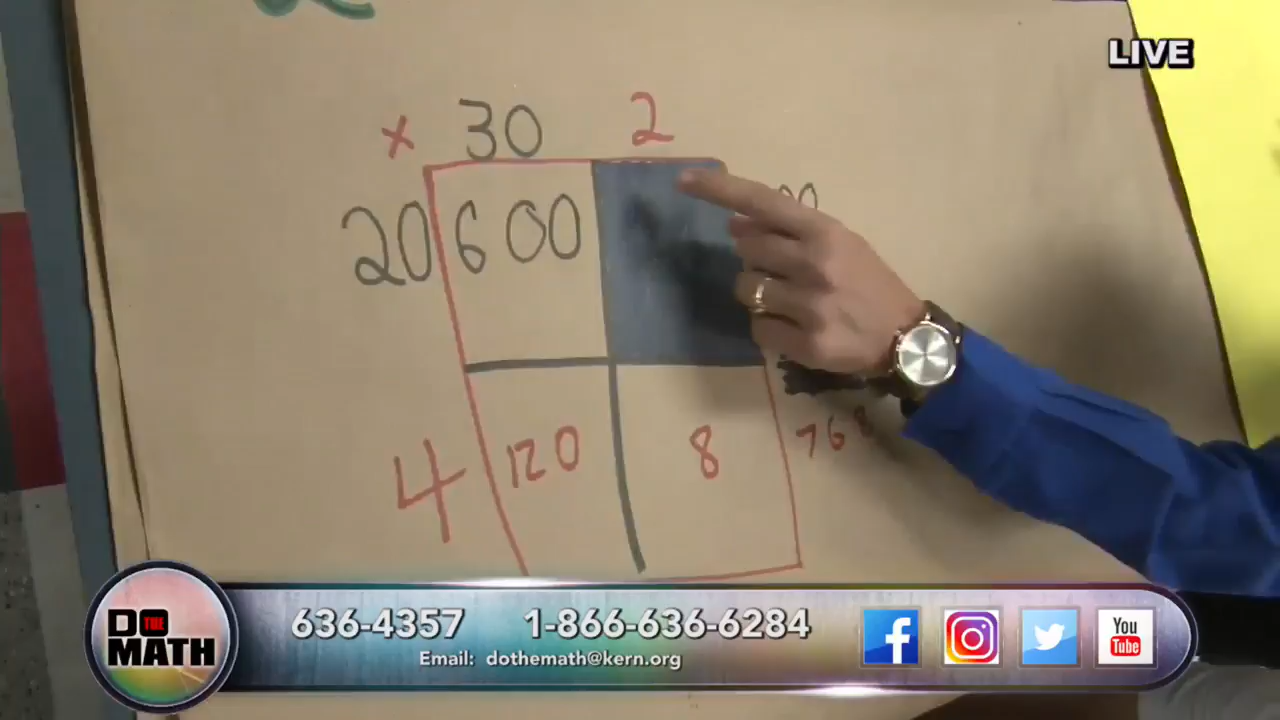 LIVE
x 30 2
20 600
4 120 8 768
DO THE MATH
636-4357 1-866-636-6284
Email: dothemath@kern.org
You Tube